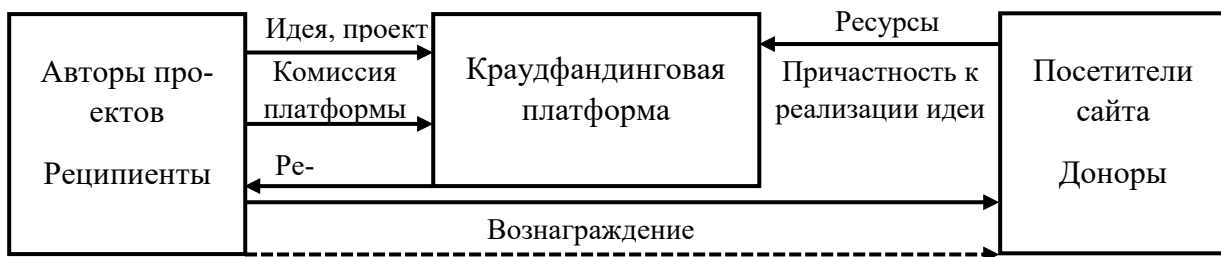 Авторы про-
ектов
Реципиенты
Идея, проект
Комиссия
платформы
Ре-
Краудфандинговая
платформа
Ресурсы
Причастность к
реализации идеи
Посетители
сайта
Доноры
Вознаграждение